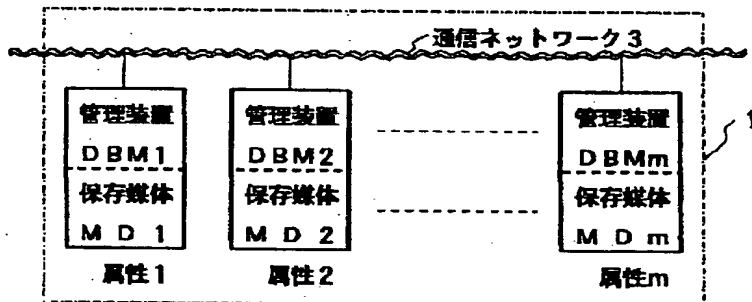 通信ネットワーク3
管理装置
DBM1
保存媒体
MD1
属性1
管理装置
DBM2
保存媒体
MD2
属性2
管理装置
DBMm
保存媒体
MDm
属性m
1